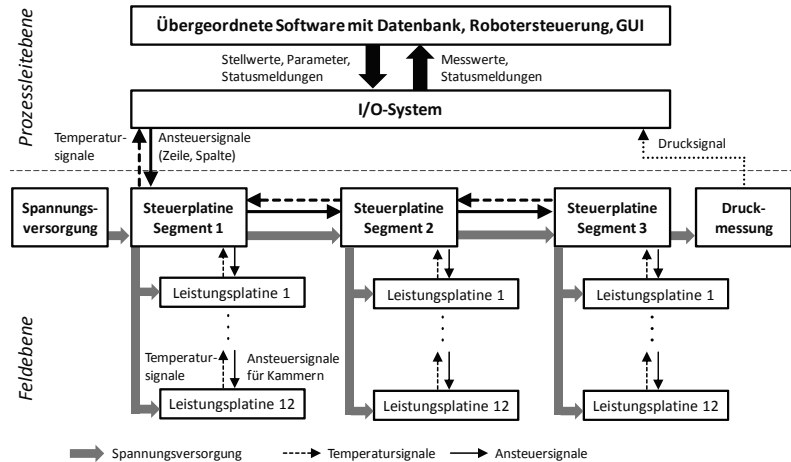 Prozessleitebene
Übergeordnete Software mit Datenbank, Robotersteuerung, GUI
Stellwerte, Parameter,
Statusmeldungen
Messwerte,
Statusmeldungen
I/O-System
Temperatur-
signale
Ansteuersignale
(Zeile, Spalte)
Drucksignal
Feldebene
Spannungs-
versorgung
Steuerplatine
Segment 1
Steuerplatine
Segment 2
Steuerplatine
Segment 3
Druck-
messung
Leistungsplatine 1
Leistungsplatine 1
Leistungsplatine 1
Temperatur-
signale
Ansteuersignale
für Kammern
Leistungsplatine 12
Leistungsplatine 12
Leistungsplatine 12
Spannungsversorgung
Temperatursignale
Ansteuersignale